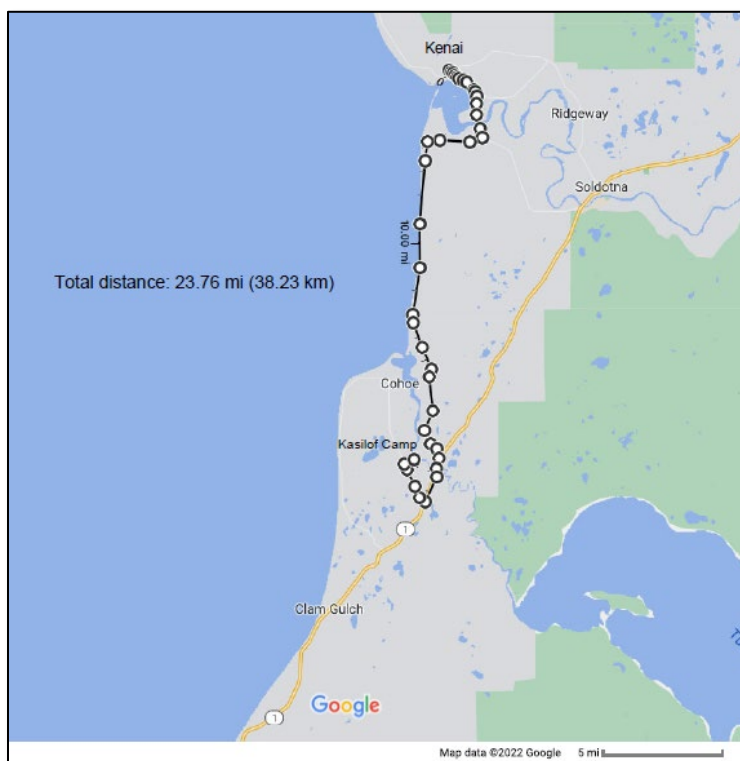 Kenai
Ridgeway
Soldotna
10.00 mi
Total distance: 23.76 mi (38.23 km)
Cohoe
Kasilof Camp
1
Clam Gulch
Google
1
Map data ©2022 Google 5 mi